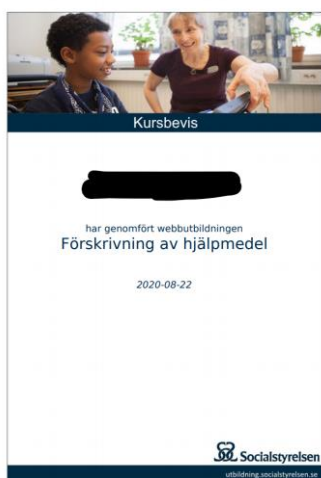 Kursbevis
har genomfört webbutbildningen
Förskrivning av hjälpmedel
2020-08-22
Socialstyrelsen
utbildning.socialstyrelsen.se